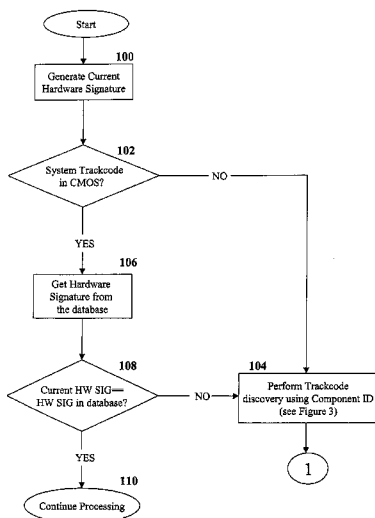 Start
100
Generate Current
Hardware Signature
102
System Trackcode
in CMOS?
NO
YES
106
Get Hardware
Signature from
the database
108
Current HW SIG==
HW SIG in database?
NO
104
Perform Trackcode
discovery using Component ID
(see Figure 3)
YES
1
110
Continue Processing